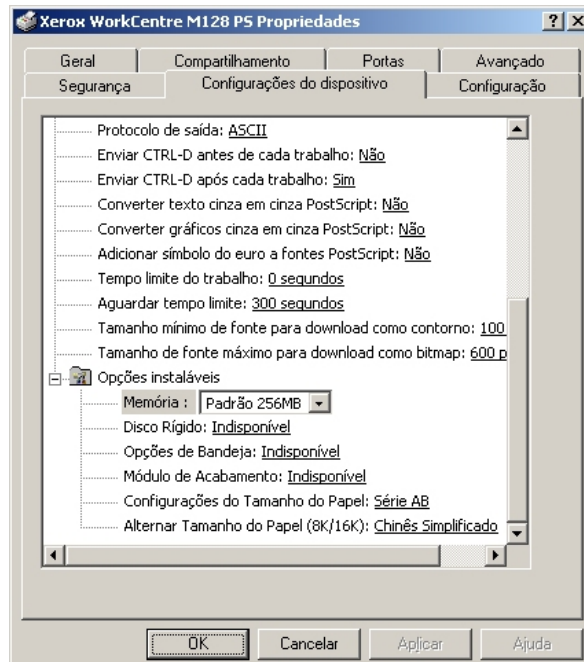 Xerox WorkCentre M128 PS Propriedades
Geral
Compartilhamento
Portas
Avançado
Segurança
Configurações do dispositivo
Configuração
Protocolo de saída: ASCII
Enviar CTRL-D antes de cada trabalho: Não
Enviar CTRL-D após cada trabalho: Sim
Converter texto cinza em cinza PostScript: Não
Converter gráficos cinza em cinza PostScript: Não
Adicionar símbolo do euro a fontes PostScript: Não
Tempo limite do trabalho: 0 segundos
Aguardar tempo limite: 300 segundos
Tamanho mínimo de fonte para download como contorno: 100
Tamanho de fonte máximo para download como bitmap: 600 p
Opções instaláveis
Memória : Padrão 256MB
Disco Rígido: Indisponível
Opções de Bandeja: Indisponível
Módulo de Acabamento: Indisponível
Configurações do Tamanho do Papel: Série AB
Alternar Tamanho do Papel (8K/16K): Chinês Simplificado
OK
Cancelar
Aplicar
Ajuda